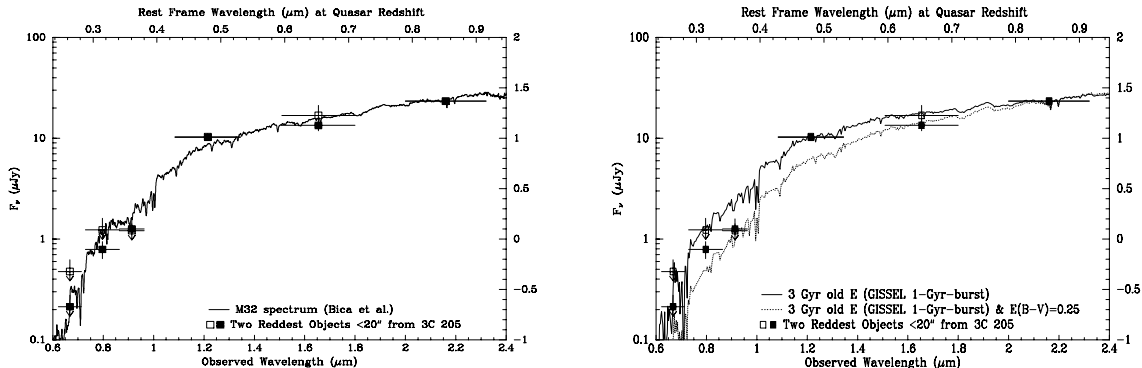 Rest Frame Wavelength (μm) at Quasar Redshift
0.3 0.4 0.5 0.6 0.7 0.8 0.9
100
10
1
0.1
F_ν (μJy)
2
1.5
1
0.5
0
−0.5
−1
M32 spectrum (Bica et al.)
Two Reddest Objects <20" from 3C 205
0.6 0.8 1 1.2 1.4 1.6 1.8 2 2.2 2.4
Observed Wavelength (μm)
Rest Frame Wavelength (μm) at Quasar Redshift
0.3 0.4 0.5 0.6 0.7 0.8 0.9
100
10
1
0.1
F_ν (μJy)
2
1.5
1
0.5
0
−0.5
−1
3 Gyr old E (GISSEL 1-Gyr-burst)
3 Gyr old E (GISSEL 1-Gyr-burst) & E(B-V)=0.25
Two Reddest Objects <20" from 3C 205
0.6 0.8 1 1.2 1.4 1.6 1.8 2 2.2 2.4
Observed Wavelength (μm)